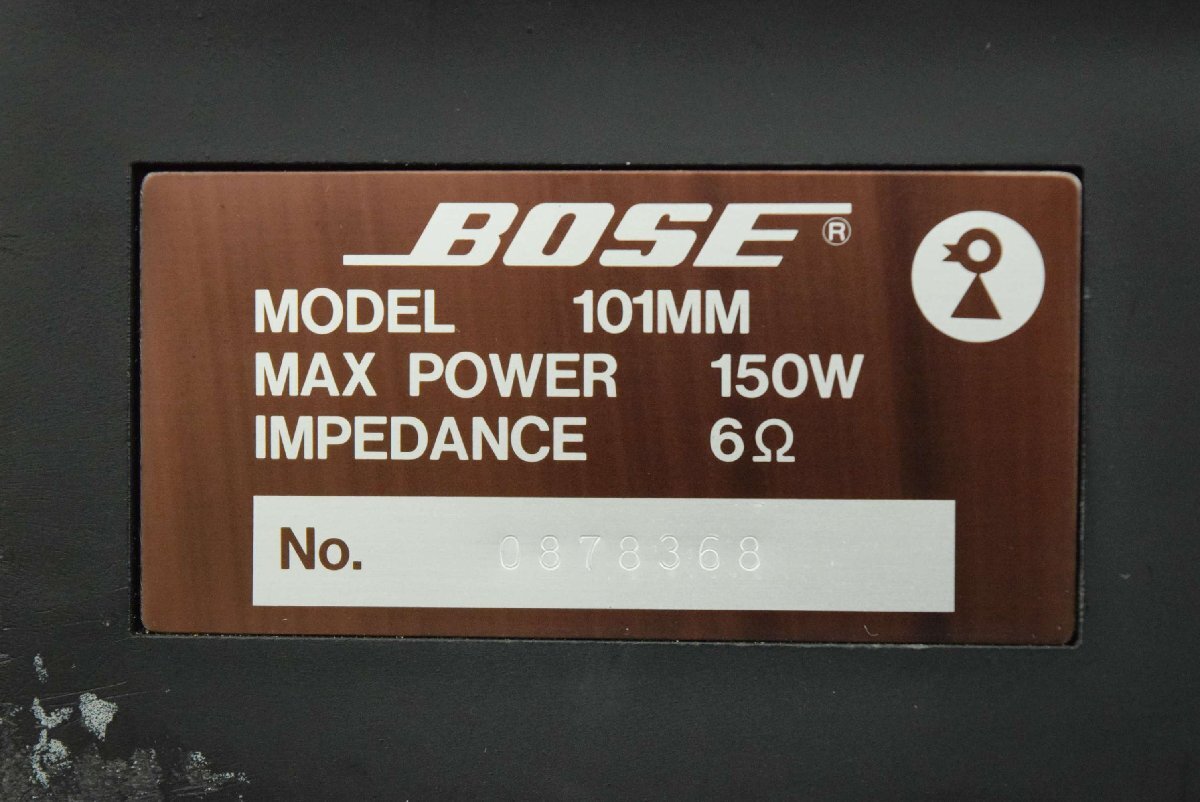 BOSE®
MODEL 101MM
MAX POWER 150W
IMPEDANCE 6Ω
No. 0878368